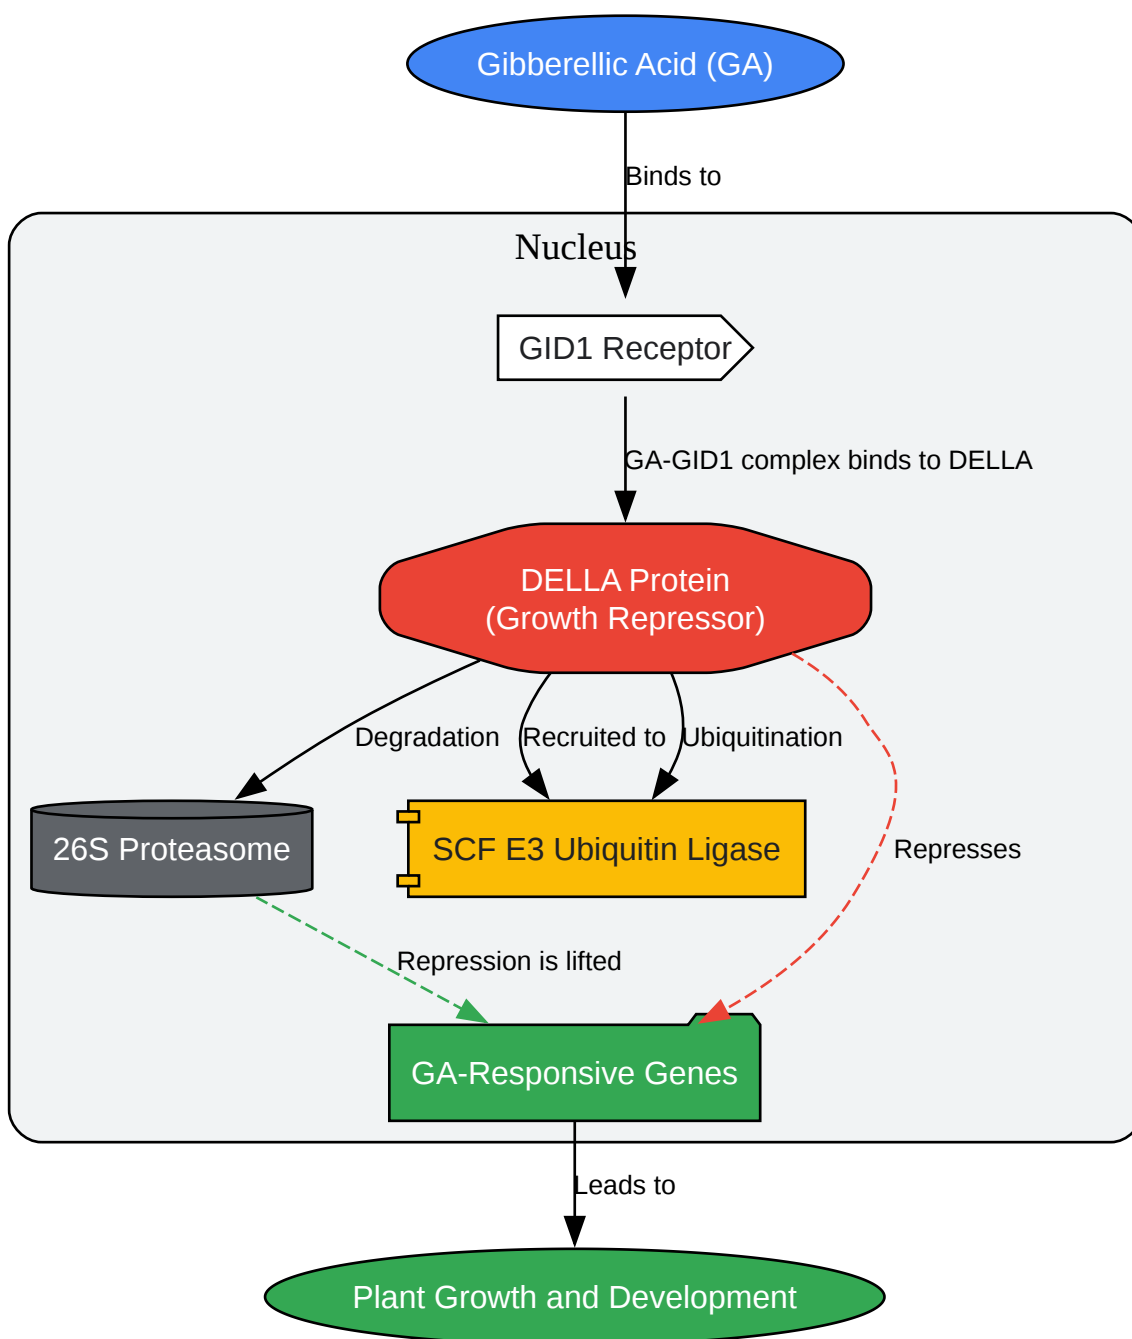 Gibberellic Acid (GA)
Binds to
Nucleus
GID1 Receptor
GA-GID1 complex binds to DELLA
DELLA Protein
(Growth Repressor)
Degradation
Recruited to
Ubiquitination
26S Proteasome
SCF E3 Ubiquitin Ligase
Represses
Repression is lifted
GA-Responsive Genes
Leads to
Plant Growth and Development